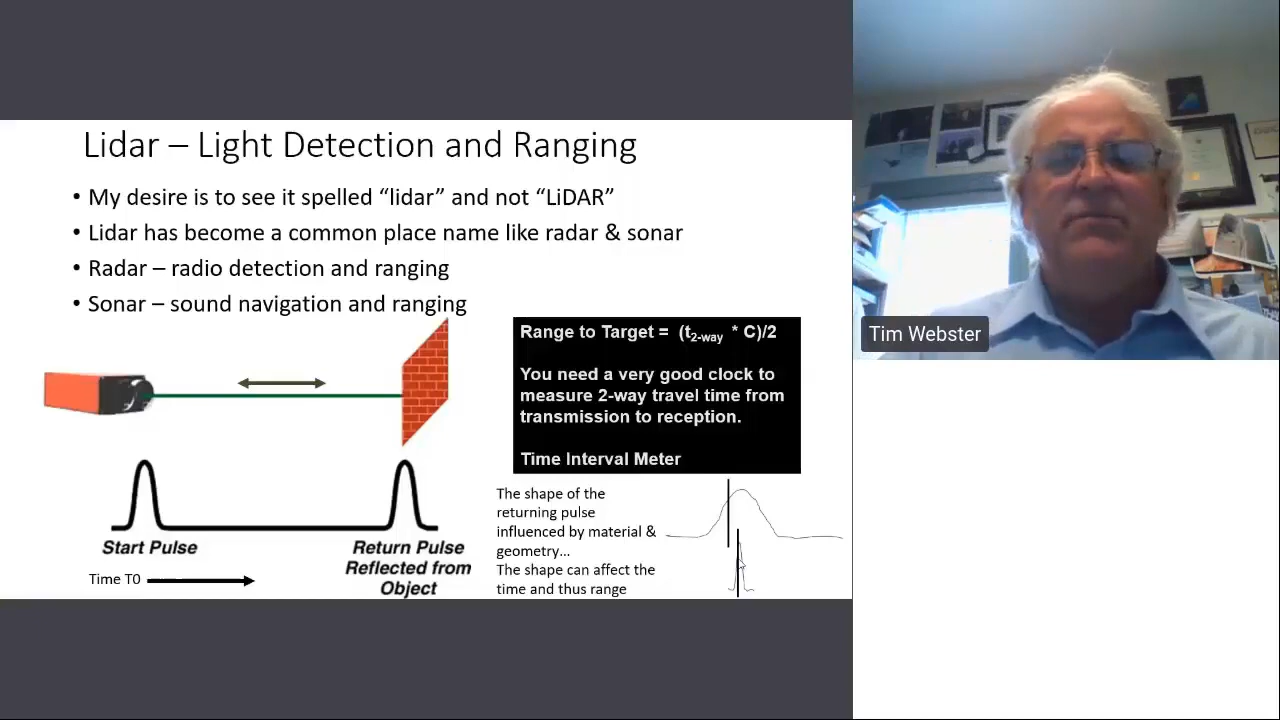 Lidar – Light Detection and Ranging
• My desire is to see it spelled “lidar” and not “LiDAR”
• Lidar has become a common place name like radar & sonar
• Radar – radio detection and ranging
• Sonar – sound navigation and ranging
Range to Target = (t2-way * C)/2
You need a very good clock to
measure 2-way travel time from
transmission to reception.
Time Interval Meter
Start Pulse
Return Pulse
Reflected from
Object
Time T0
The shape of the
returning pulse
influenced by material &
geometry...
The shape can affect the
time and thus range
Tim Webster